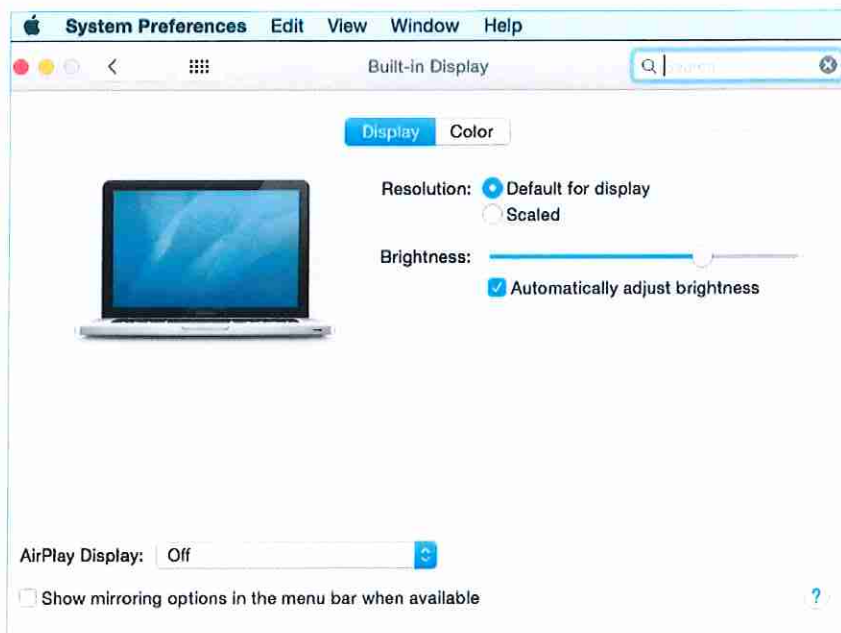 System Preferences Edit View Window Help
Built-in Display
Display Color
Resolution: Default for display
Scaled
Brightness:
Automatically adjust brightness
AirPlay Display: Off
Show mirroring options in the menu bar when available
?